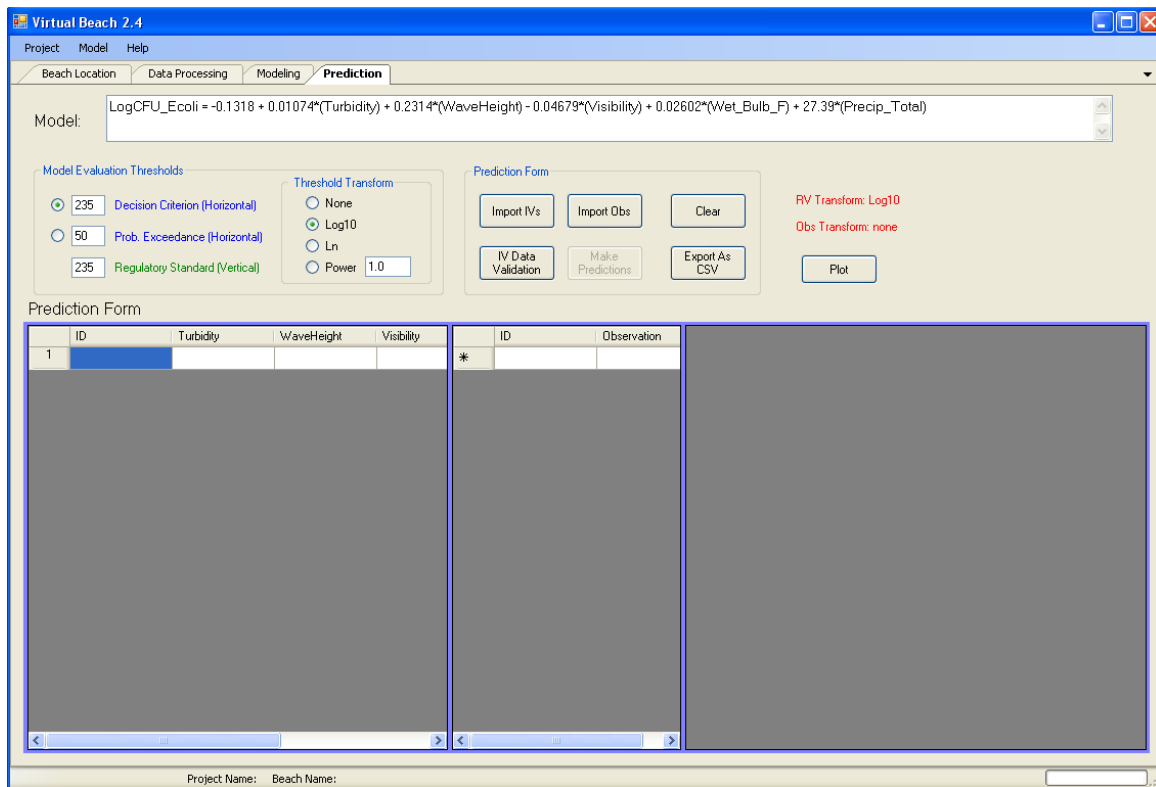 Virtual Beach 2.4
Project Model Help
Beach Location Data Processing Modeling Prediction
Model:
LogCFU_Ecoli = -0.1318 + 0.01074*(Turbidity) + 0.2314*(WaveHeight) - 0.04679*(Visibility) + 0.02602*(Wet_Bulb_F) + 27.39*(Precip_Total)
Model Evaluation Thresholds
235 Decision Criterion (Horizontal)
50 Prob. Exceedance (Horizontal)
235 Regulatory Standard (Vertical)
Threshold Transform
None
Log10
Ln
Power 1.0
Prediction Form
Import IVs
Import Obs
Clear
IV Data
Validation
Make
Predictions
Export As
CSV
RV Transform: Log10
Obs Transform: none
Plot
Prediction Form
ID Turbidity WaveHeight Visibility
1
ID Observation
*
Project Name: Beach Name: